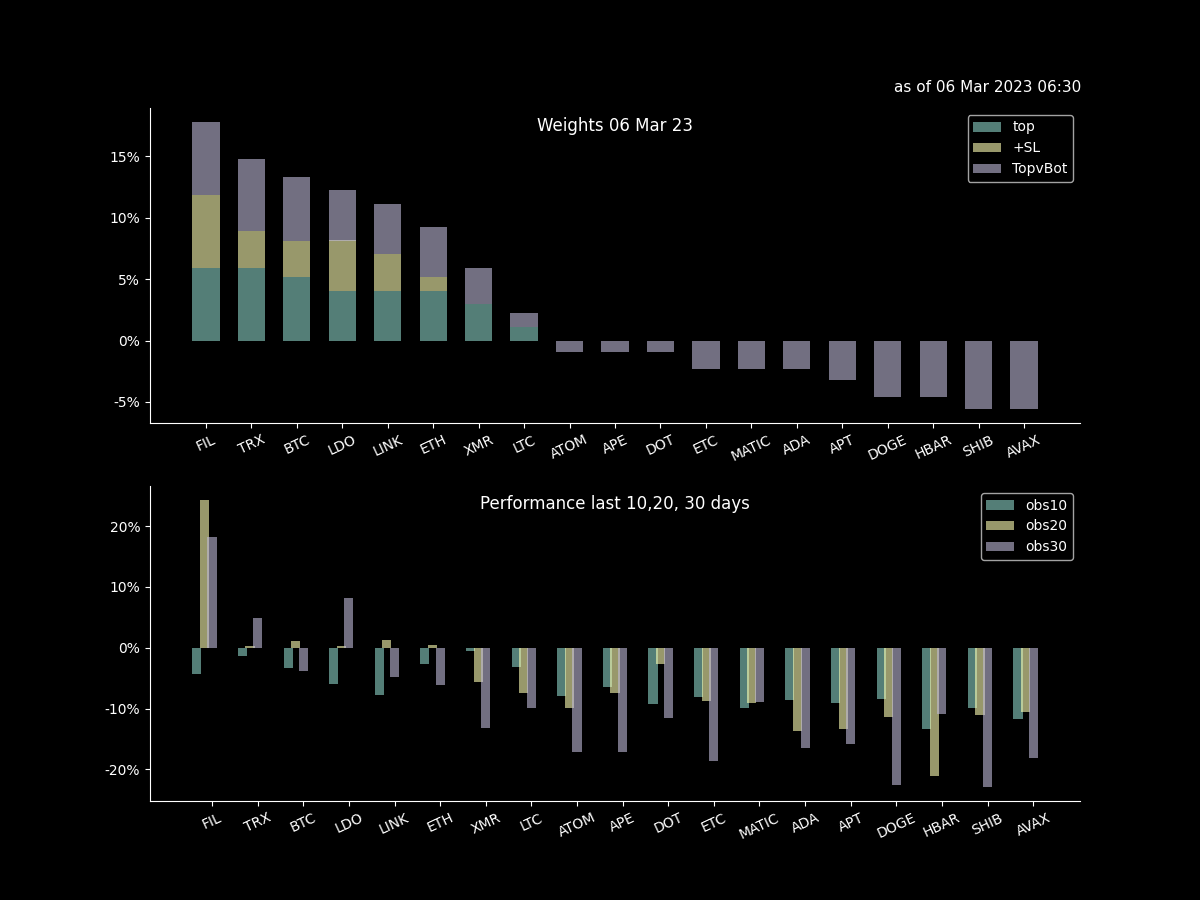 as of 06 Mar 2023 06:30
Weights 06 Mar 23
top
+SL
TopvBot
15%
10%
5%
0%
-5%
FIL TRX BTC LDO LINK ETH XMR LTC ATOM APE DOT ETC MATIC ADA APT DOGE HBAR SHIB AVAX
Performance last 10,20, 30 days
obs10
obs20
obs30
20%
10%
0%
-10%
-20%
FIL TRX BTC LDO LINK ETH XMR LTC ATOM APE DOT ETC MATIC ADA APT DOGE HBAR SHIB AVAX